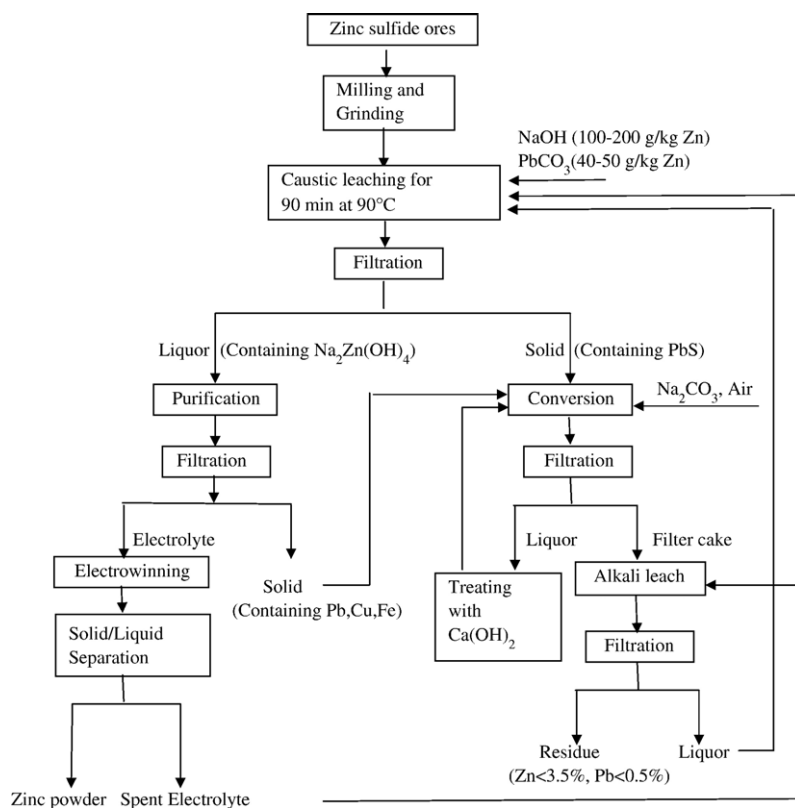 Zinc sulfide ores
Milling and
Grinding
NaOH (100-200 g/kg Zn)
PbCO₃(40-50 g/kg Zn)
Caustic leaching for
90 min at 90°C
Filtration
Liquor (Containing Na₂Zn(OH)₄)
Solid (Containing PbS)
Purification
Conversion
Na₂CO₃, Air
Filtration
Filtration
Electrolyte
Liquor
Filter cake
Electrowinning
Solid
(Containing Pb,Cu,Fe)
Treating
with
Ca(OH)₂
Alkali leach
Solid/Liquid
Separation
Filtration
Residue
(Zn<3.5%, Pb<0.5%)
Liquor
Zinc powder
Spent Electrolyte